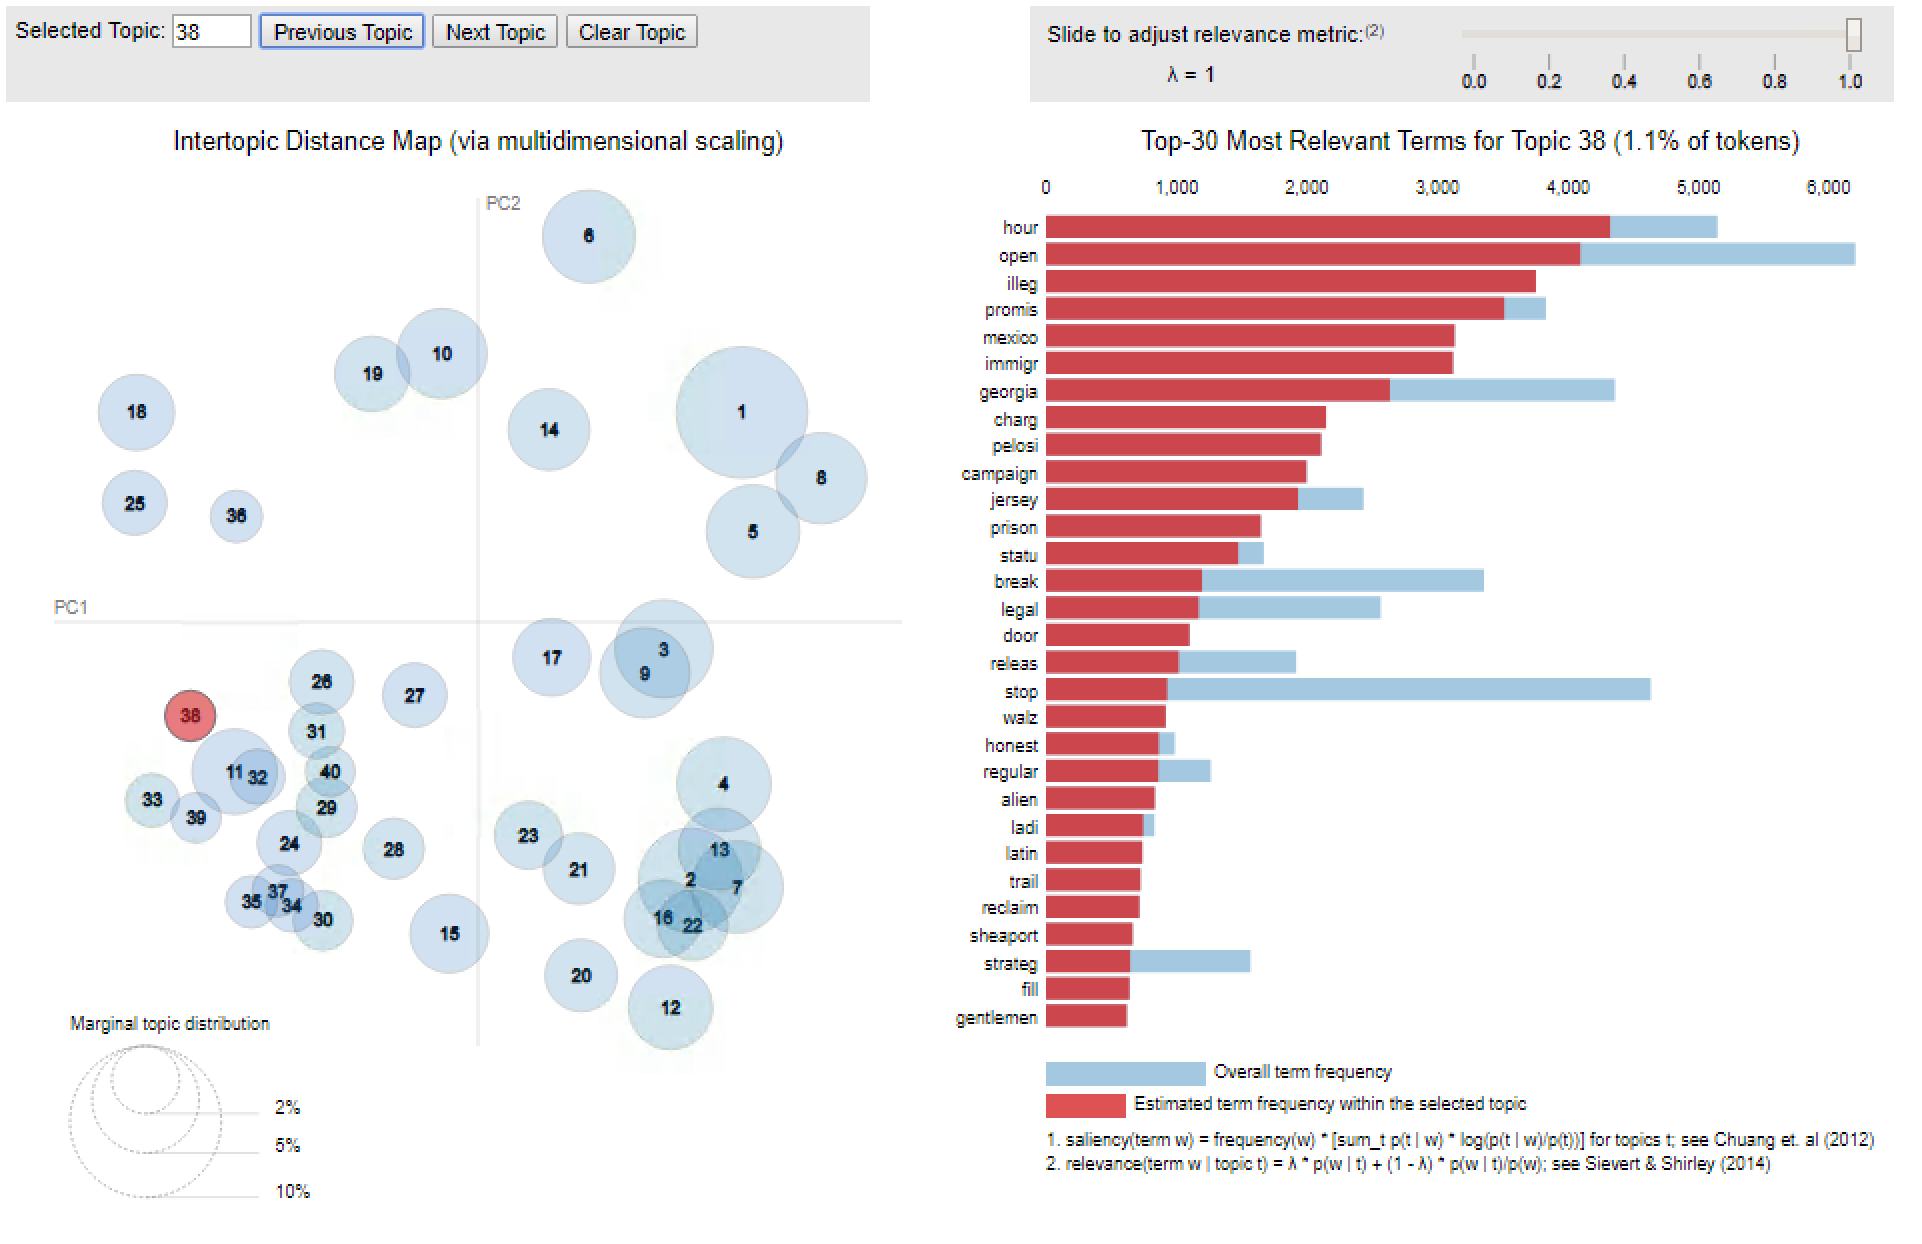 Selected Topic: 38 Previous Topic Next Topic Clear Topic
Slide to adjust relevance metric:(2)
λ = 1
0.0 0.2 0.4 0.6 0.8 1.0
Intertopic Distance Map (via multidimensional scaling)
PC2
PC1
6
10
19
18
1
14
8
25
36
5
17
3
9
26
27
38
31
11
32
40
33
39
29
24
28
4
23
13
21
2
7
37
35
34
30
16
22
15
20
12
Marginal topic distribution
2%
5%
10%
Top-30 Most Relevant Terms for Topic 38 (1.1% of tokens)
0 1,000 2,000 3,000 4,000 5,000 6,000
hour
open
illeg
promis
mexico
immigr
georgia
charg
pelosi
campaign
jersey
prison
statu
break
legal
door
releas
stop
walz
honest
regular
alien
ladi
latin
trail
reclaim
sheaport
strateg
fill
gentlemen
Overall term frequency
Estimated term frequency within the selected topic
1. saliency(term w) = frequency(w) * [sum_t p(t | w) * log(p(t | w)/p(t))] for topics t; see Chuang et. al (2012)
2. relevance(term w | topic t) = λ * p(w | t) + (1 - λ) * p(w | t)/p(w); see Sievert & Shirley (2014)